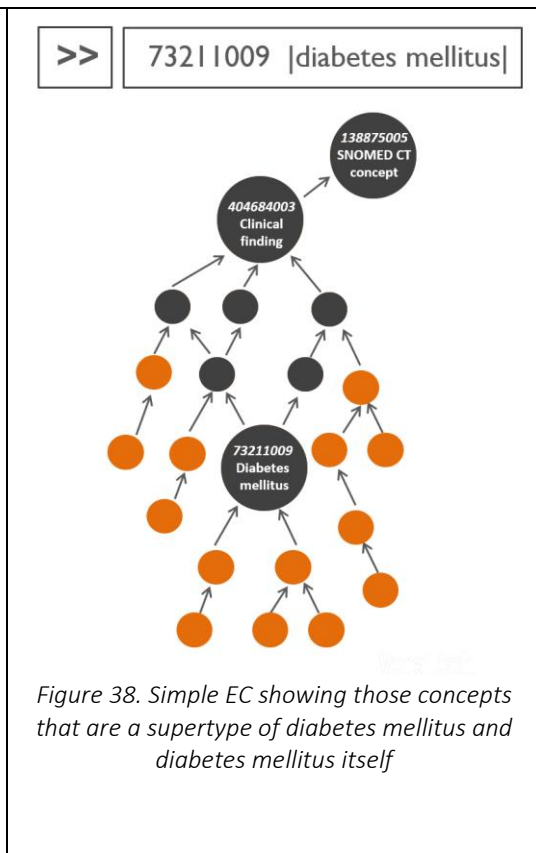 >> 73211009 |diabetes mellitus|
138875005
SNOMED CT
concept
404684003
Clinical
finding
73211009
Diabetes
mellitus
Figure 38. Simple EC showing those concepts
that are a supertype of diabetes mellitus and
diabetes mellitus itself